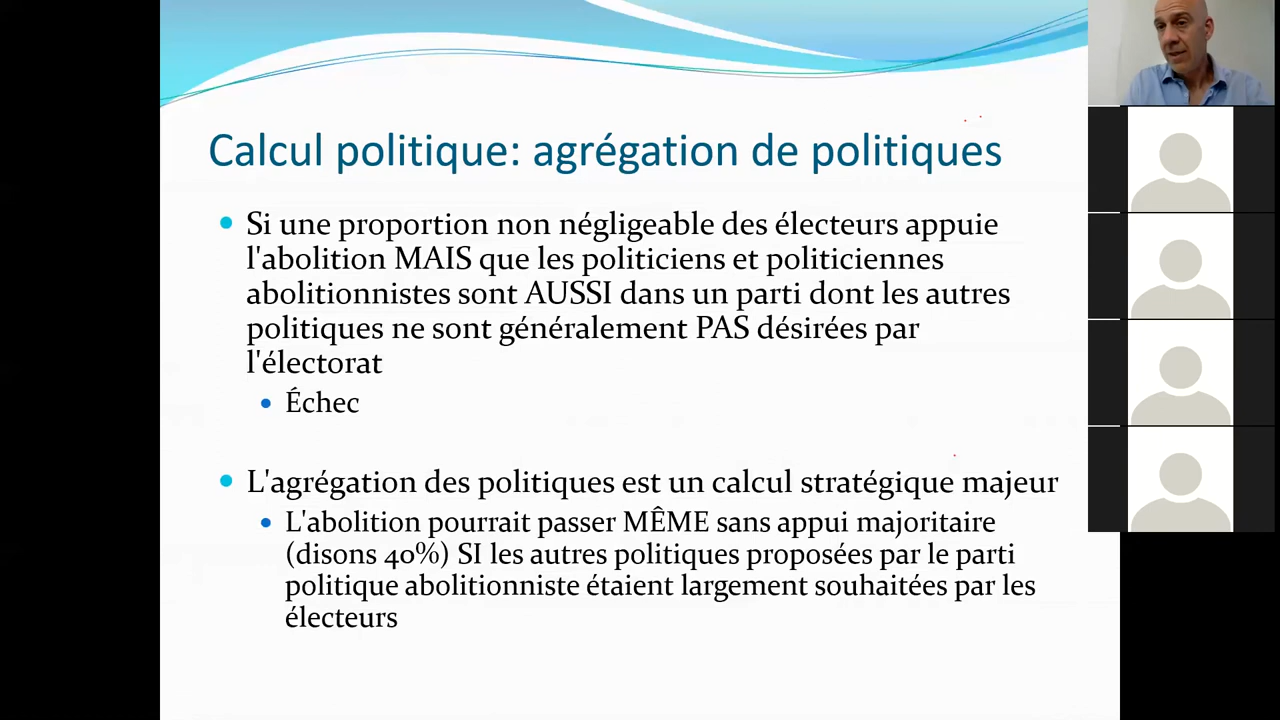 Calcul politique: agrégation de politiques
Si une proportion non négligeable des électeurs appuie
l'abolition MAIS que les politiciens et politiciennes
abolitionnistes sont AUSSI dans un parti dont les autres
politiques ne sont généralement PAS désirées par
l'électorat
Échec
L'agrégation des politiques est un calcul stratégique majeur
L'abolition pourrait passer MÊME sans appui majoritaire
(disons 40%) SI les autres politiques proposées par le parti
politique abolitionniste étaient largement souhaitées par les
électeurs